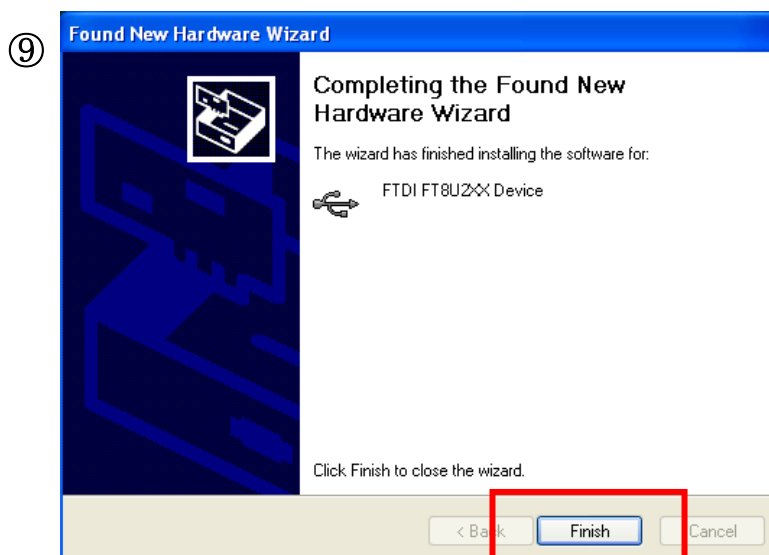 ⑨
Found New Hardware Wizard
Completing the Found New
Hardware Wizard
The wizard has finished installing the software for:
FTDI FT8U2XX Device
Click Finish to close the wizard.
< Back Finish Cancel